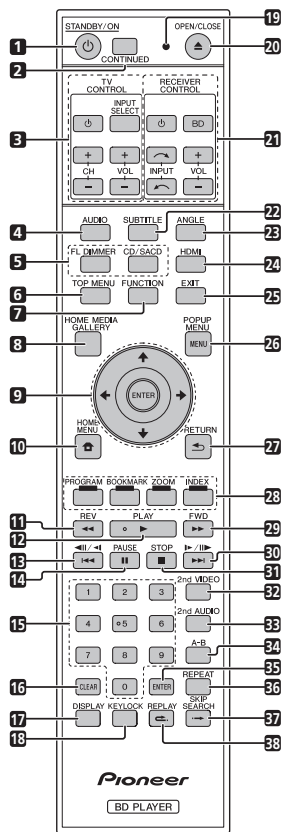 STANDBY/ON 19 OPEN/CLOSE
1 20
2 CONTINUED
TV CONTROL RECEIVER CONTROL
3 INPUT SELECT BD 21
+ + +
CH VOL INPUT VOL
- - -
22
4 AUDIO SUBTITLE ANGLE 23
5 FL DIMMER CD/SACD HDMI 24
6 TOP MENU FUNCTION EXIT 25
7
HOME MEDIA GALLERY POPUP MENU
8 MENU 26
9 ENTER
HOME MENU RETURN
10 27
PROGRAM BOOKMARK ZOOM INDEX 28
11 REV PLAY FWD 29
12
13 PAUSE STOP 30
14 31
1 2 3 2nd VIDEO 32
15 4 5 6 2nd AUDIO 33
7 8 9 A-B 34
35
16 CLEAR 0 ENTER REPEAT 36
17 DISPLAY KEYLOCK REPLAY SKIP SEARCH 37
18 38
Pioneer
BD PLAYER